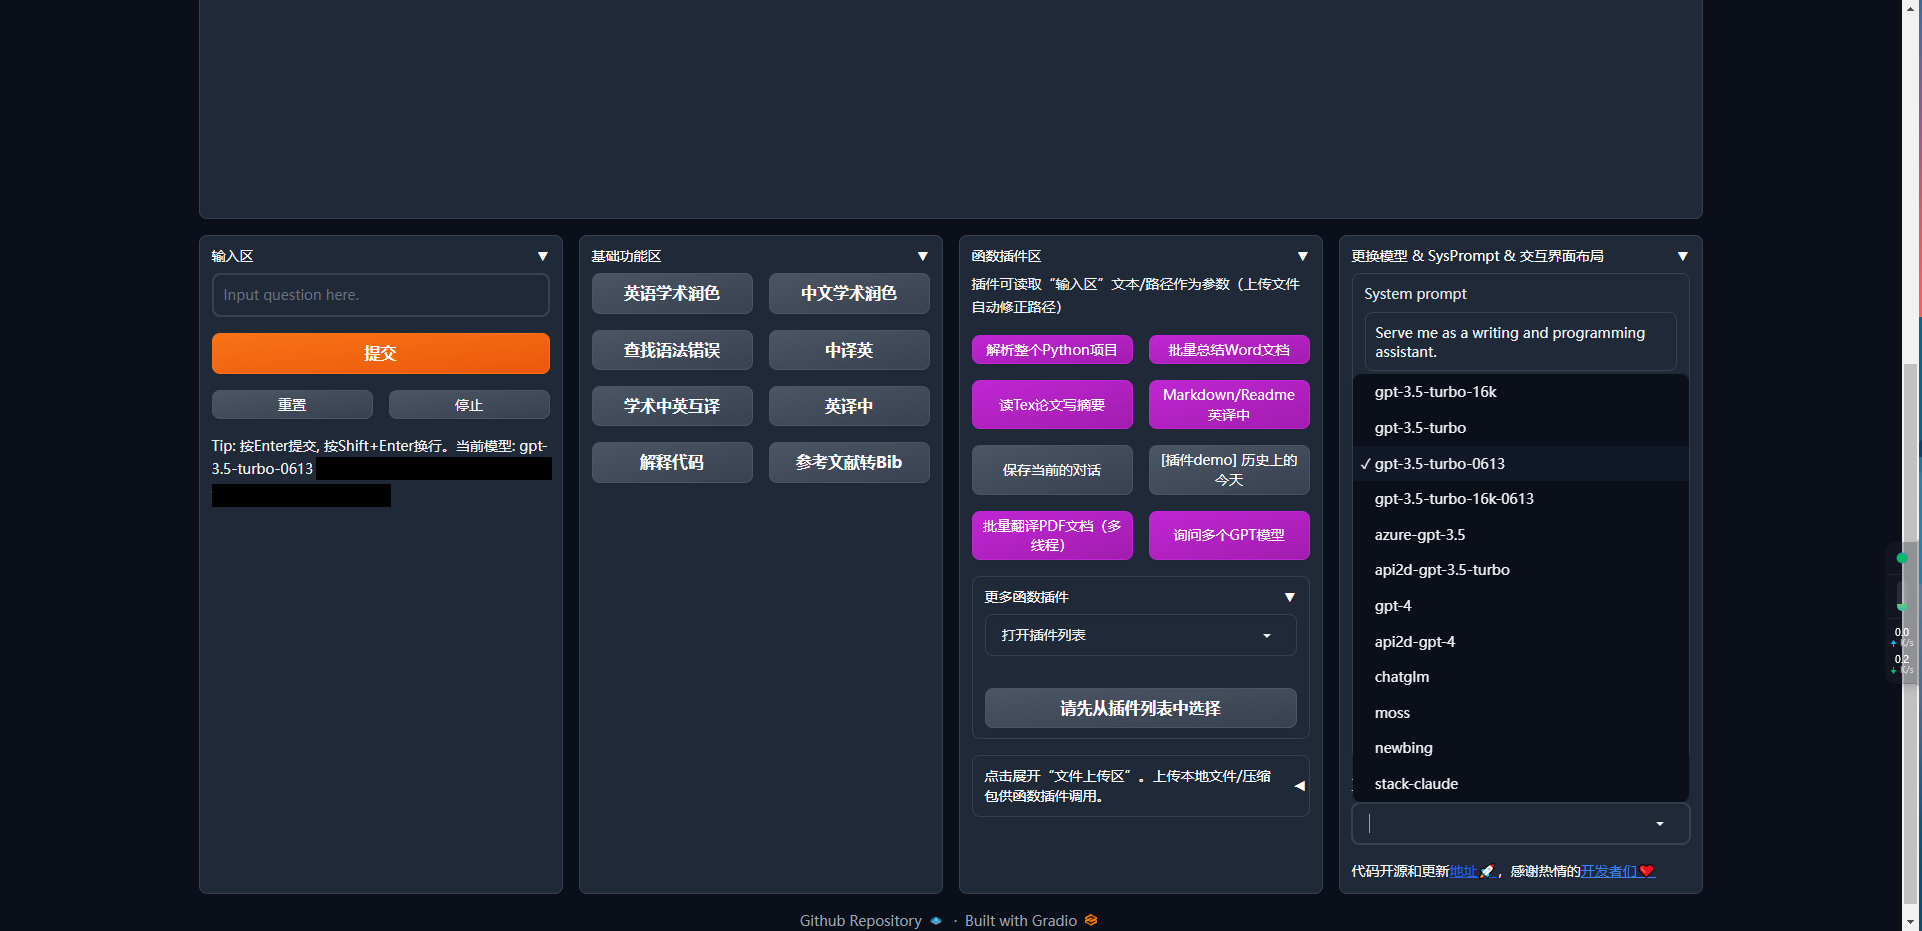 输入区 ▼
Input question here.
提交
重置 停止
Tip: 按Enter提交, 按Shift+Enter换行。当前模型: gpt-
3.5-turbo-0613
基础功能区 ▼
英语学术润色 中文学术润色
查找语法错误 中译英
学术中英互译 英译中
解释代码 参考文献转Bib
函数插件区 ▼
插件可读取“输入区”文本/路径作为参数（上传文件
自动修正路径）
解析整个Python项目 批量总结Word文档
读Tex论文写摘要
Markdown/Readme
英译中
保存当前的对话
[插件demo] 历史上的
今天
批量翻译PDF文档（多
线程）
询问多个GPT模型
更多函数插件 ▼
打开插件列表
请先从插件列表中选择
点击展开“文件上传区”。上传本地文件/压缩
包供函数插件调用。
更换模型 & SysPrompt & 交互界面布局 ▼
System prompt
Serve me as a writing and programming
assistant.
gpt-3.5-turbo-16k
gpt-3.5-turbo
✓ gpt-3.5-turbo-0613
gpt-3.5-turbo-16k-0613
azure-gpt-3.5
api2d-gpt-3.5-turbo
gpt-4
api2d-gpt-4
chatglm
moss
newbing
stack-claude
代码开源和更新地址🚀，感谢热情的开发者们❤️
0.0
↑ K/s
0.2
↓ K/s
Github Repository · Built with Gradio